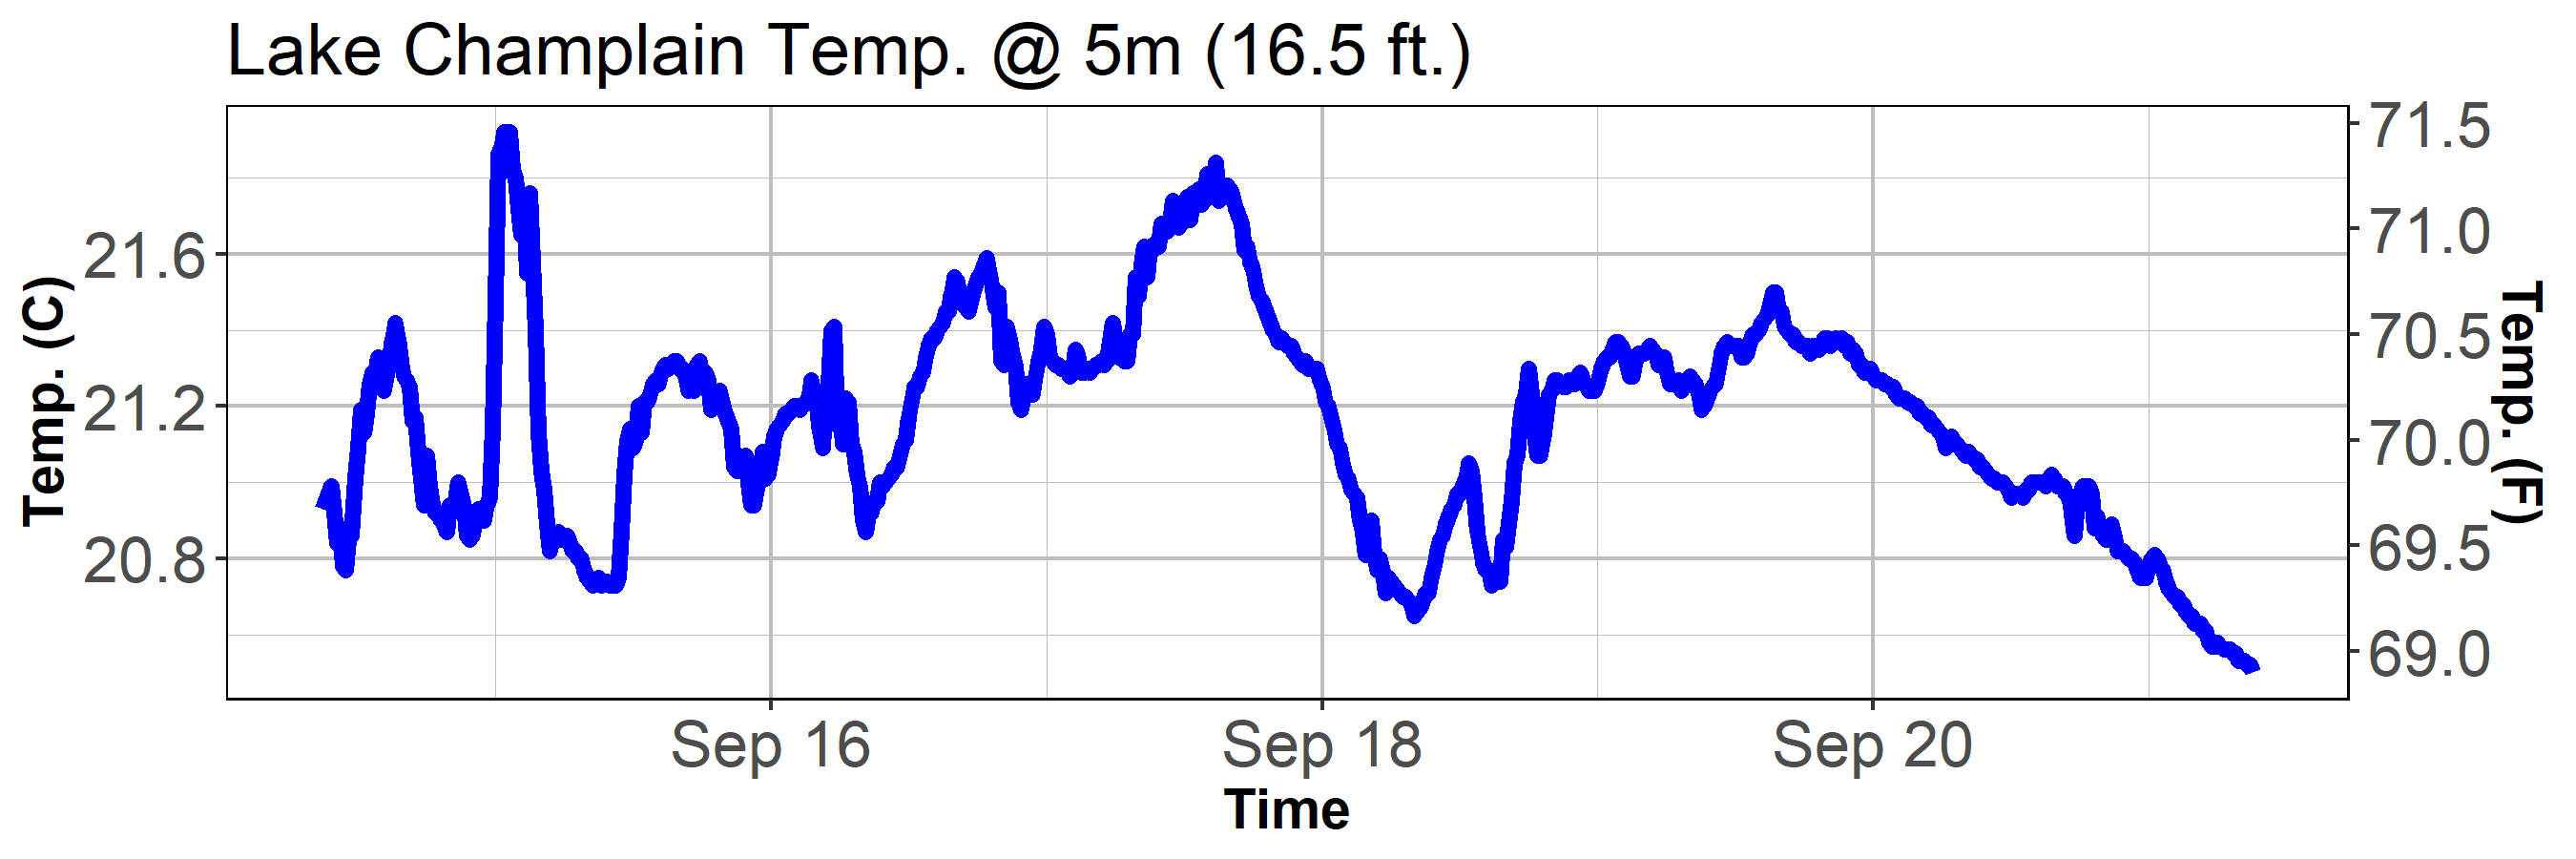 Lake Champlain Temp. @ 5m (16.5 ft.)
Temp. (C)
21.6
21.2
20.8
71.5
71.0
70.5
70.0
69.5
69.0
Temp. (F)
Sep 16
Sep 18
Sep 20
Time